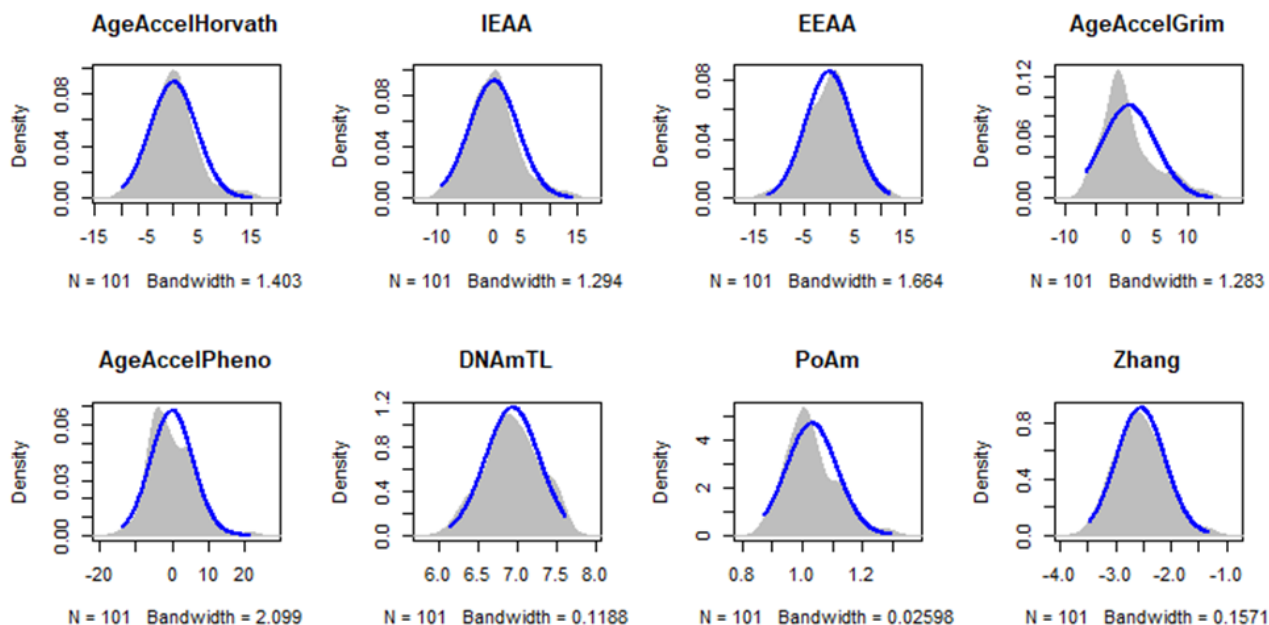 AgeAccelHorvath
Density
0.00 0.04 0.08
-15 -5 5 15
N = 101 Bandwidth = 1.403
IEAA
Density
0.00 0.04 0.08
-10 0 5 15
N = 101 Bandwidth = 1.294
EEAA
Density
0.00 0.04 0.08
-15 -5 5 15
N = 101 Bandwidth = 1.664
AgeAccelGrim
Density
0.00 0.06 0.12
-10 0 5 10
N = 101 Bandwidth = 1.283
AgeAccelPheno
Density
0.00 0.03 0.06
-20 0 10 20
N = 101 Bandwidth = 2.099
DNAmTL
Density
0.0 0.4 0.8 1.2
6.0 6.5 7.0 7.5 8.0
N = 101 Bandwidth = 0.1188
PoAm
Density
0 2 4
0.8 1.0 1.2
N = 101 Bandwidth = 0.02598
Zhang
Density
0.0 0.4 0.8
-4.0 -3.0 -2.0 -1.0
N = 101 Bandwidth = 0.1571